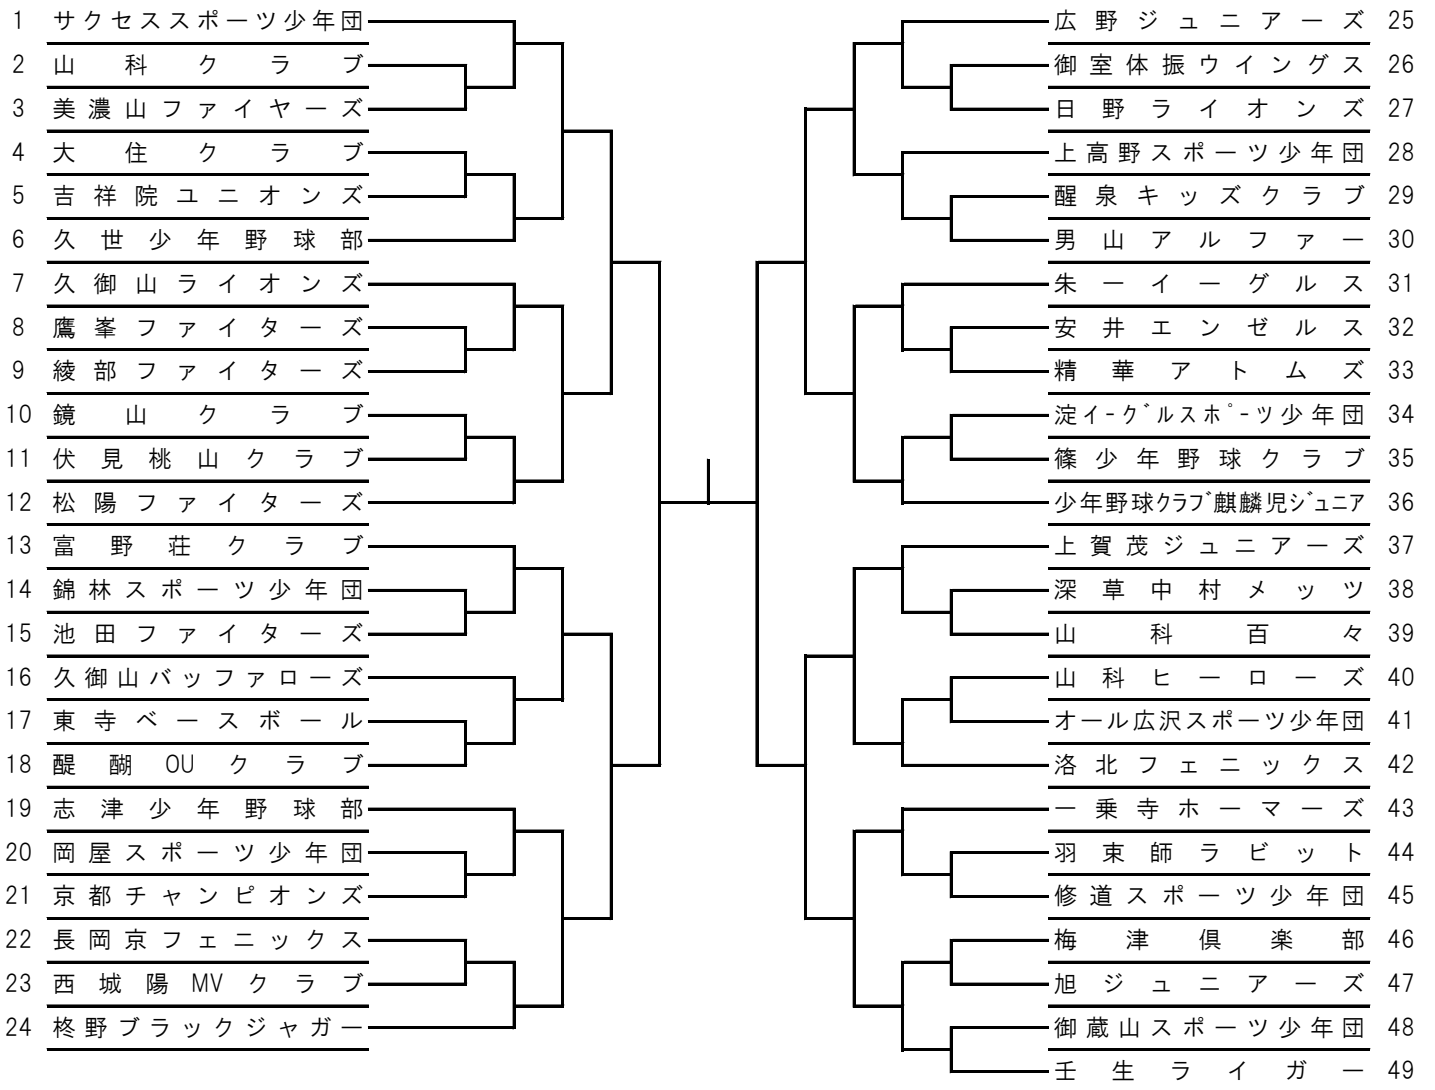 1 サクセススポーツ少年団
2 山科クラブ
3 美濃山ファイヤーズ
4 大住クラブ
5 吉祥院ユニオンズ
6 久世少年野球部
7 久御山ライオンズ
8 鷹峯ファイターズ
9 綾部ファイターズ
10 鏡山クラブ
11 伏見桃山クラブ
12 松陽ファイターズ
13 富野荘クラブ
14 錦林スポーツ少年団
15 池田ファイターズ
16 久御山バッファローズ
17 東寺ベースボール
18 醍醐OUクラブ
19 志津少年野球部
20 岡屋スポーツ少年団
21 京都チャンピオンズ
22 長岡京フェニックス
23 西城陽MVクラブ
24 柊野ブラックジャガー
広野ジュニアーズ 25
御室体振ウイングス 26
日野ライオンズ 27
上高野スポーツ少年団 28
醒泉キッズクラブ 29
男山アルファー 30
朱一イーグルス 31
安井エンゼルス 32
精華アトムズ 33
淀イーグルスポーツ少年団 34
篠少年野球クラブ 35
少年野球クラブ麒麟児ジュニア 36
上賀茂ジュニアーズ 37
深草中村メッツ 38
山科百々 39
山科ヒーローズ 40
オール広沢スポーツ少年団 41
洛北フェニックス 42
一乗寺ホーマーズ 43
羽束師ラビット 44
修道スポーツ少年団 45
梅津倶楽部 46
旭ジュニアーズ 47
御蔵山スポーツ少年団 48
壬生ライガー 49